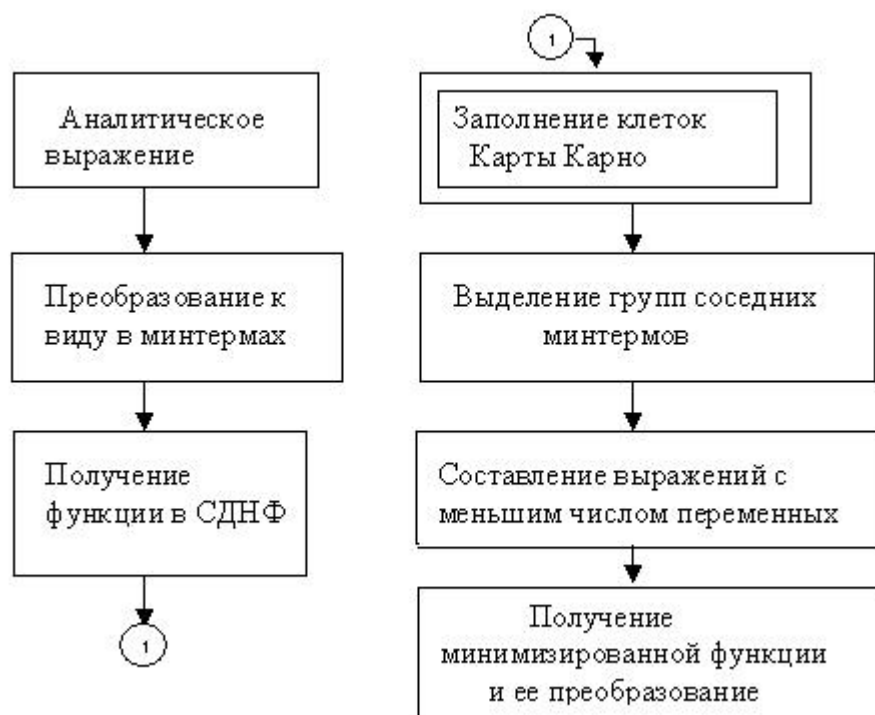 Аналитическое
выражение
Преобразование к
виду в минтермах
Получение
функции в СДНФ
1
1
Заполнение клеток
Карты Карно
Выделение групп соседних
минтермов
Составление выражений с
меньшим числом переменных
Получение
минимизированной функции
и ее преобразование